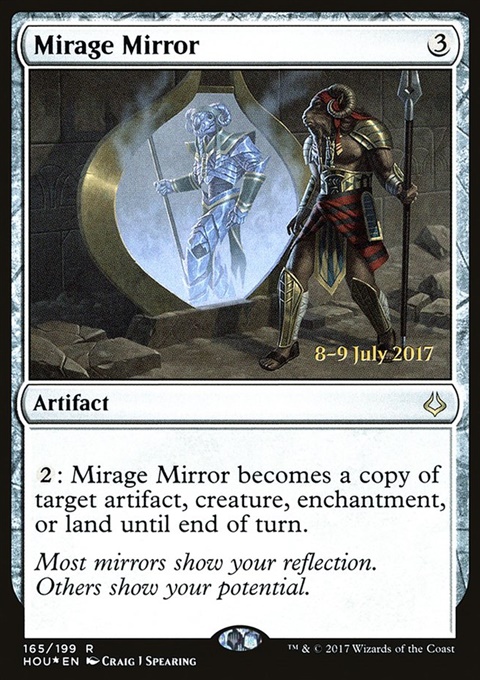 Mirage Mirror 3
8–9 July 2017
Artifact
2: Mirage Mirror becomes a copy of
target artifact, creature, enchantment,
or land until end of turn.
Most mirrors show your reflection.
Others show your potential.
165/199 R
HOU★EN Craig J Spearing
™ & © 2017 Wizards of the Coast